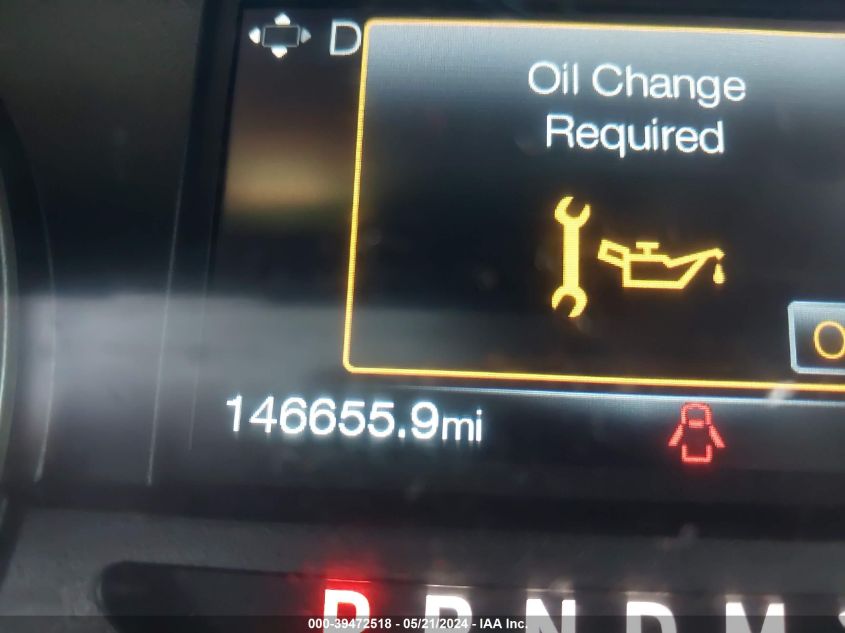 D
Oil Change
Required
O
146655.9mi
P R N D M S
000-39472518 - 05/21/2024 - IAA Inc.